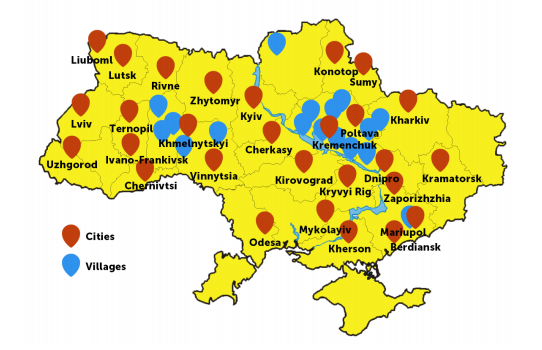 Liuboml
Lutsk
Rivne
Zhytomyr
Kyiv
Konotop
Sumy
Lviv
Ternopil
Khmelnytskyi
Cherkasy
Kremenchuk
Poltava
Kharkiv
Uzhgorod
Ivano-Frankivsk
Chernivtsi
Vinnytsia
Kirovograd
Kryvyi Rig
Dnipro
Kramatorsk
Zaporizhzhia
Odesa
Mykolayiv
Kherson
Mariupol
Berdiansk
Cities
Villages